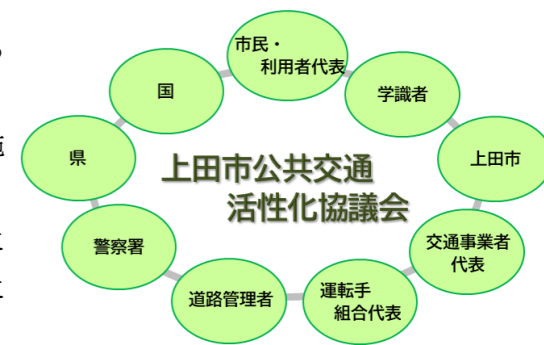 市民・
利用者代表
国
学識者
県
上田市公共交通
活性化協議会
上田市
警察署
交通事業者
代表
道路管理者
運転手
組合代表